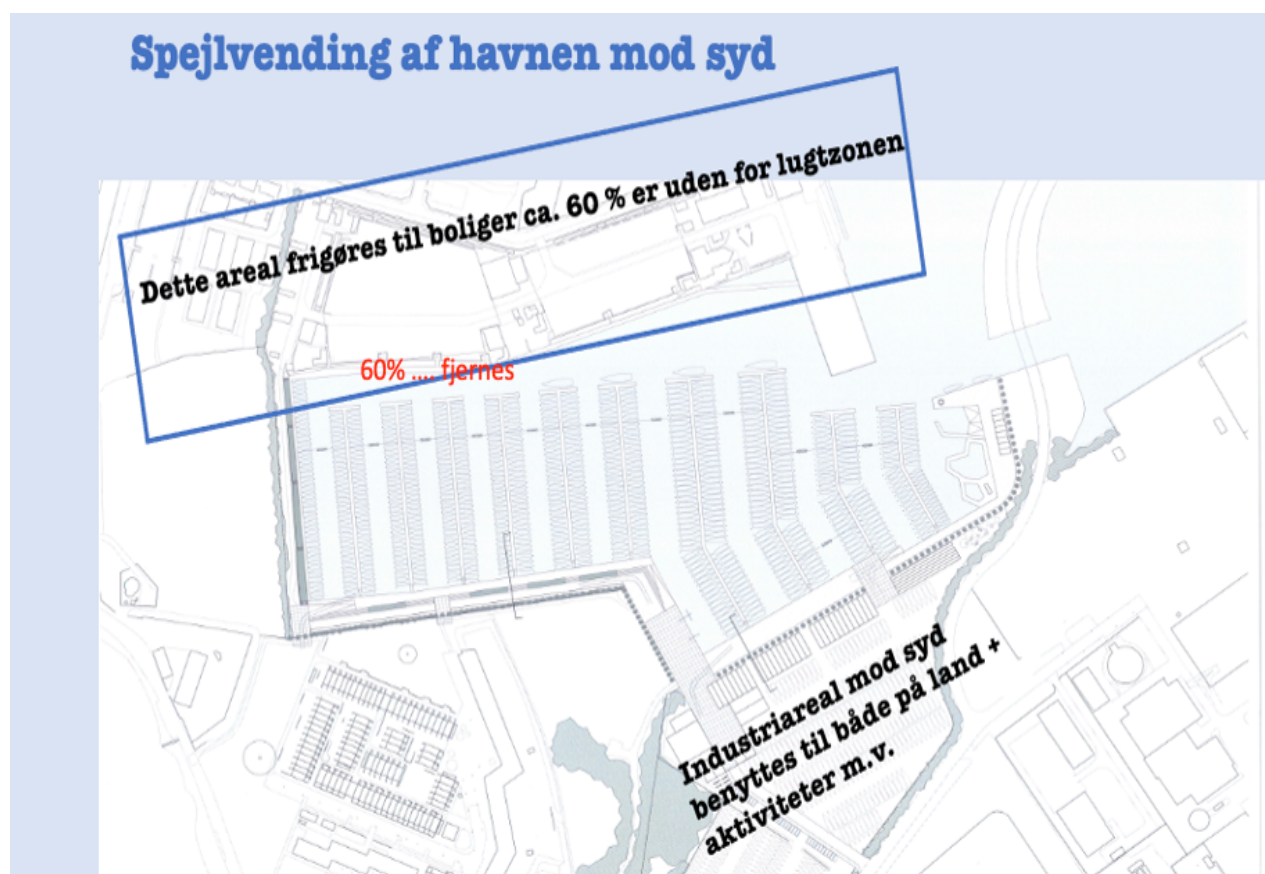 Spejlvending af havnen mod syd
Dette areal frigøres til boliger ca. 60 % er uden for lugtzonen
60% .... fjernes
Industriareal mod syd
benyttes til både på land +
aktiviteter m.v.